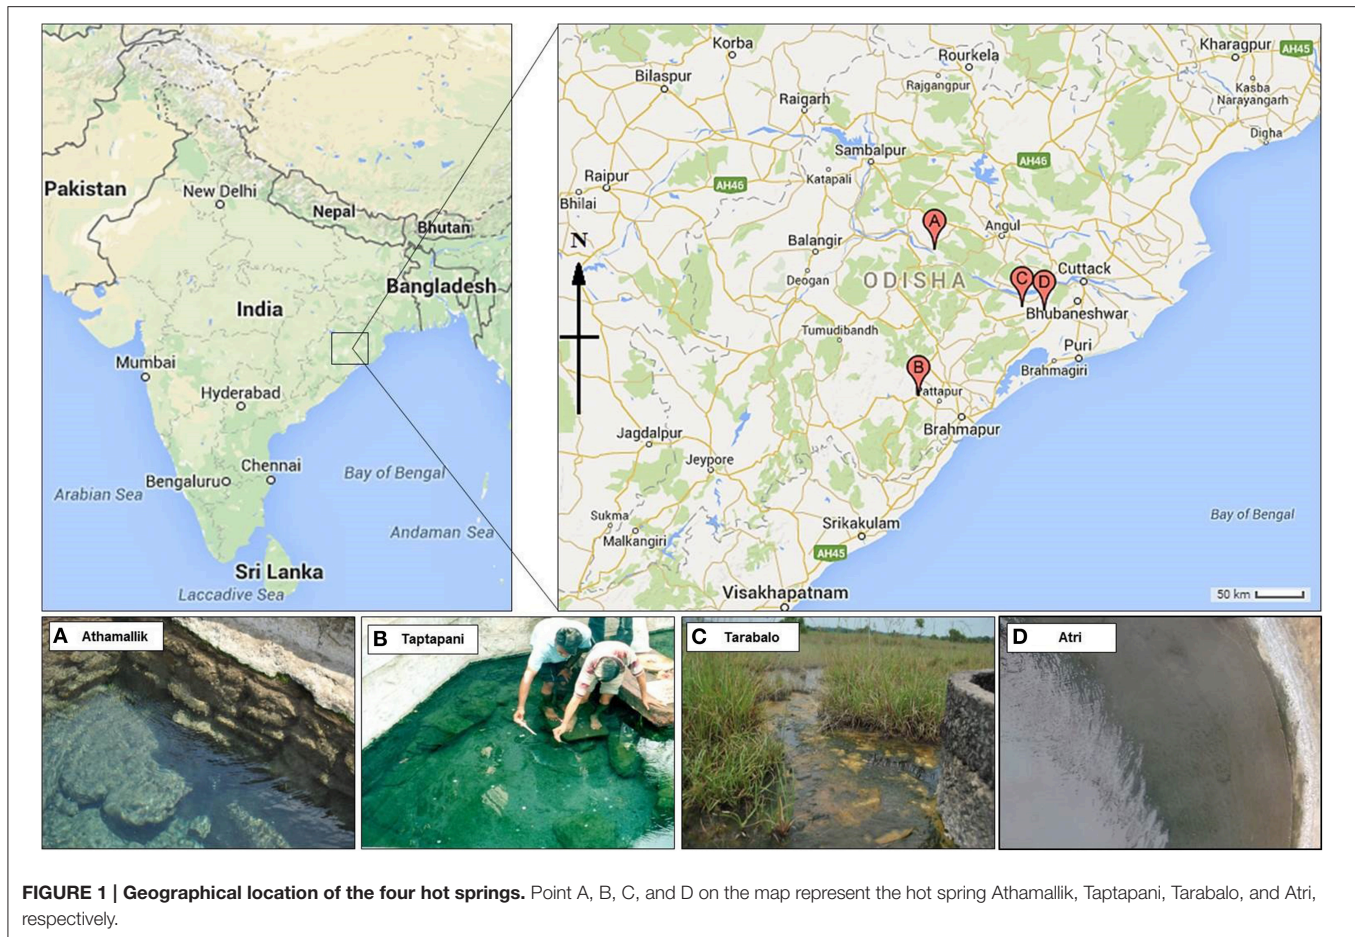 Pakistan
New Delhi
Nepal
Bhutan
Bangladesh
India
Mumbai
Hyderabad
Chennai
Bengaluru
Bay of Bengal
Arabian Sea
Andaman Sea
Sri Lanka
Laccadive Sea
Korba
Kharagpur
AH45
Rourkela
Bilaspur
Rajgangpur
Kasba
Narayangarh
Raigarh
Digha
Sambalpur
AH46
Katapali
Raipur
AH46
Bhilai
A
Angul
N
Balangir
Cuttack
Deogan
ODISHA
C
D
Bhubaneshwar
Tumudibandh
Puri
Brahmagiri
B
Pattapur
Brahmapur
Jagdalpur
Jeypore
Sukma
Malkangiri
Srikakulam
Bay of Bengal
AH45
Visakhapatnam
50 km
A Athamallik
B Taptapani
C Tarabalo
D Atri
FIGURE 1 | Geographical location of the four hot springs. Point A, B, C, and D on the map represent the hot spring Athamallik, Taptapani, Tarabalo, and Atri,
respectively.